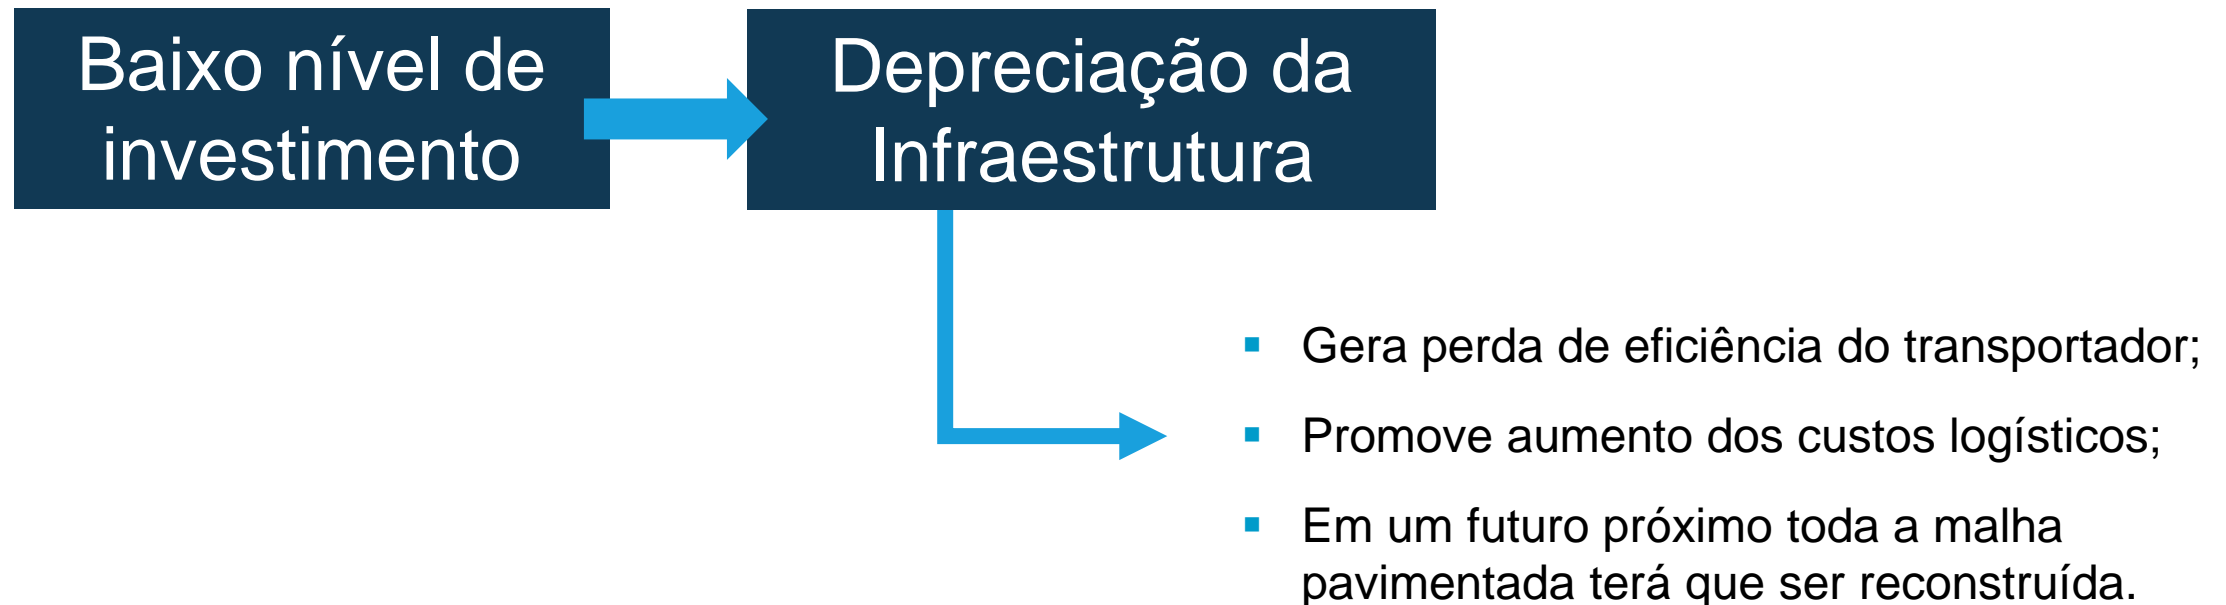 Baixo nível de
investimento
Depreciação da
Infraestrutura
▪ Gera perda de eficiência do transportador;
▪ Promove aumento dos custos logísticos;
▪ Em um futuro próximo toda a malha
pavimentada terá que ser reconstruída.